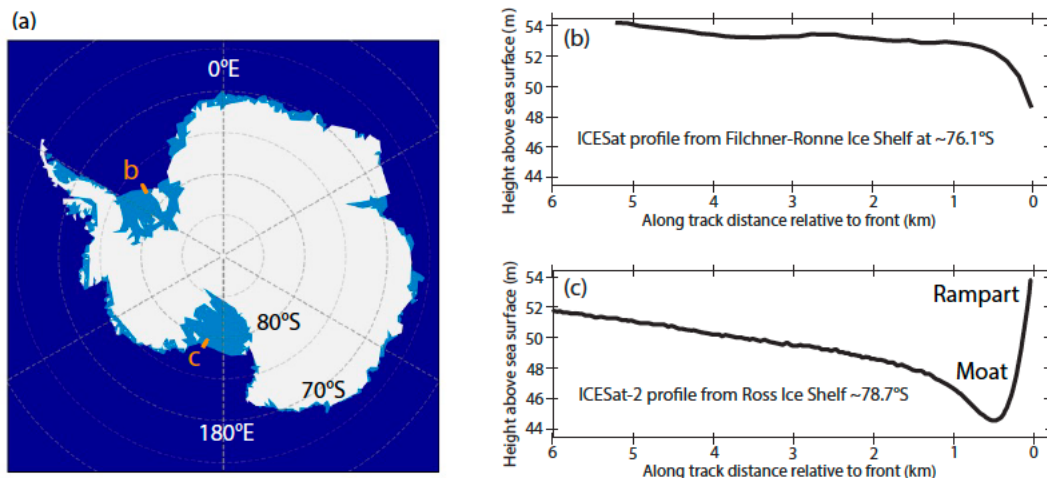 (a)
0ºE
b
80ºS
c
70ºS
180ºE
(b)
Height above sea surface (m)
54
52
50
48
46
44
ICESat profile from Filchner-Ronne Ice Shelf at ~76.1°S
6 5 4 3 2 1 0
Along track distance relative to front (km)
(c)
Height above sea surface (m)
54
52
50
48
46
44
Rampart
Moat
ICESat-2 profile from Ross Ice Shelf ~78.7°S
6 5 4 3 2 1 0
Along track distance relative to front (km)